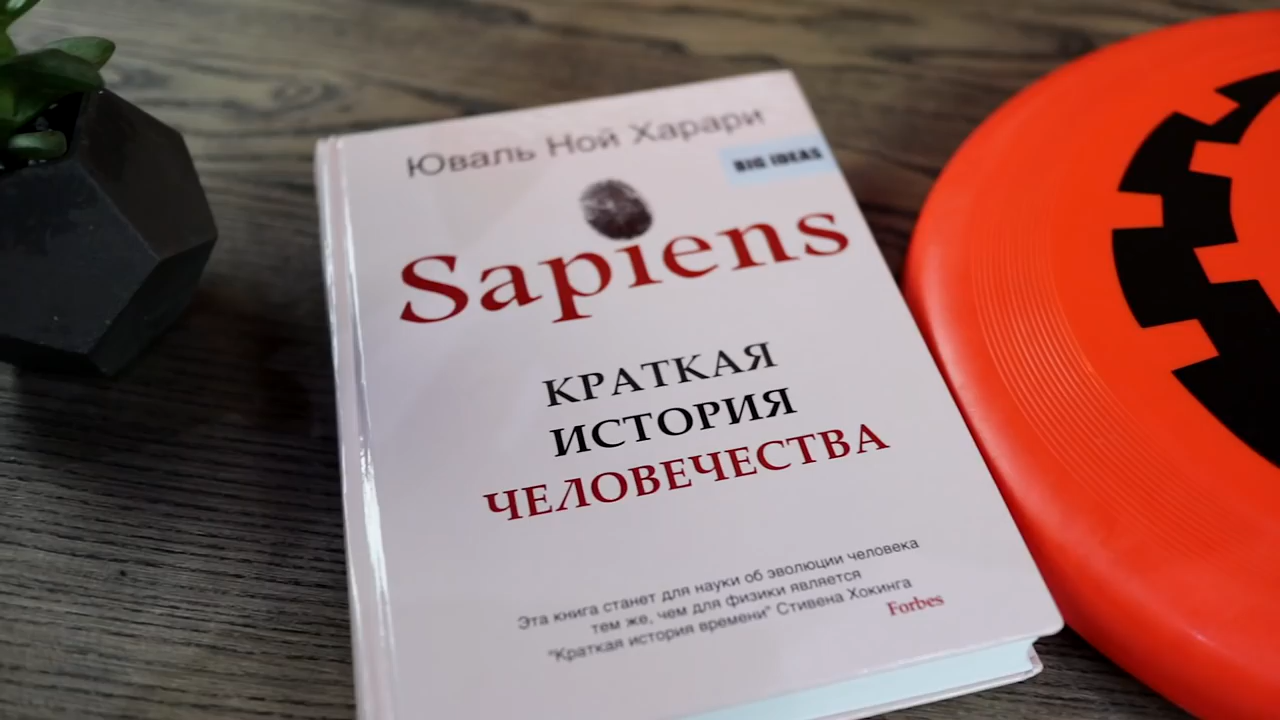 Юваль Ной Харари
BIG IDEAS
Sapiens
КРАТКАЯ
ИСТОРИЯ
ЧЕЛОВЕЧЕСТВА
Эта книга станет для науки об эволюции человека
тем же, чем для физики является
"Краткая история времени" Стивена Хокинга
Forbes